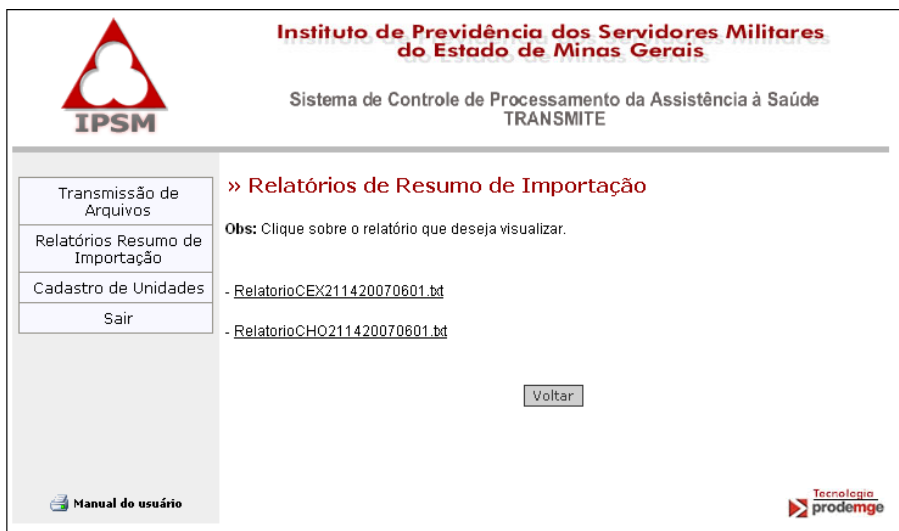 Instituto de Previdência dos Servidores Militares
do Estado de Minas Gerais
Sistema de Controle de Processamento da Assistência à Saúde
TRANSMITE
IPSM
Transmissão de
Arquivos
Relatórios Resumo de
Importação
Cadastro de Unidades
Sair
» Relatórios de Resumo de Importação
Obs: Clique sobre o relatório que deseja visualizar.
- RelatorioCEX211420070601.txt
- RelatorioCHO211420070601.txt
Voltar
Manual do usuário
Tecnologia
prodemge